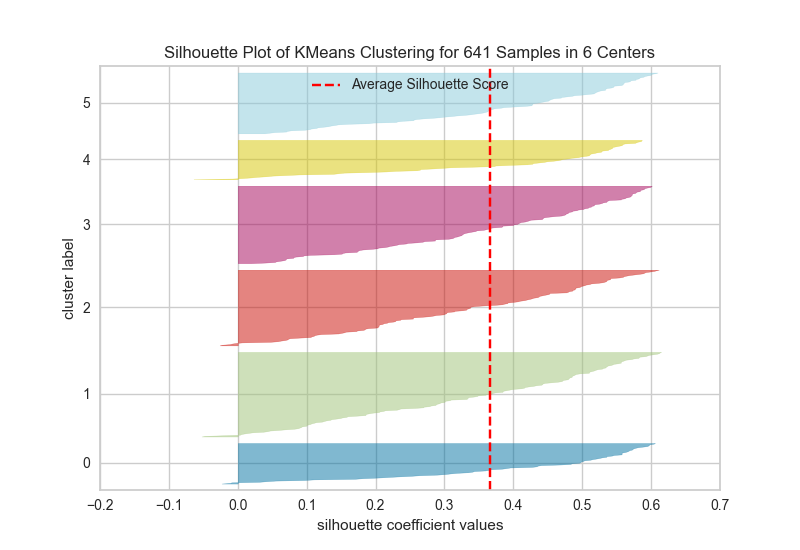 Silhouette Plot of KMeans Clustering for 641 Samples in 6 Centers
Average Silhouette Score
5
4
3
2
1
0
cluster label
−0.2 −0.1 0.0 0.1 0.2 0.3 0.4 0.5 0.6 0.7
silhouette coefficient values